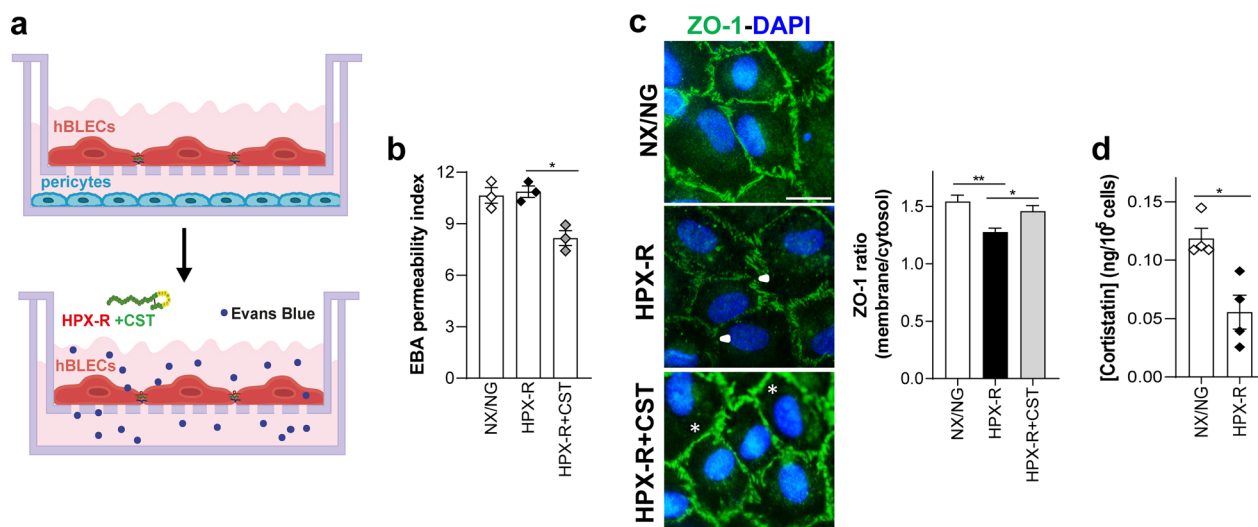 a
hBLECs
pericytes
HPX-R +CST
Evans Blue
hBLECs
b
EBA permeability index
12
9
6
3
0
*
NX/NG
HPX-R
HPX-R+CST
c
ZO-1-DAPI
NX/NG
HPX-R
HPX-R+CST
*
*
ZO-1 ratio
(membrane/cytosol)
1.5
1.0
1.5
0.0
**
*
NX/NG
HPX-R
HPX-R+CST
d
[Cortistatin] (ng/10⁵ cells)
0.15
0.10
0.05
0.00
*
NX/NG
HPX-R